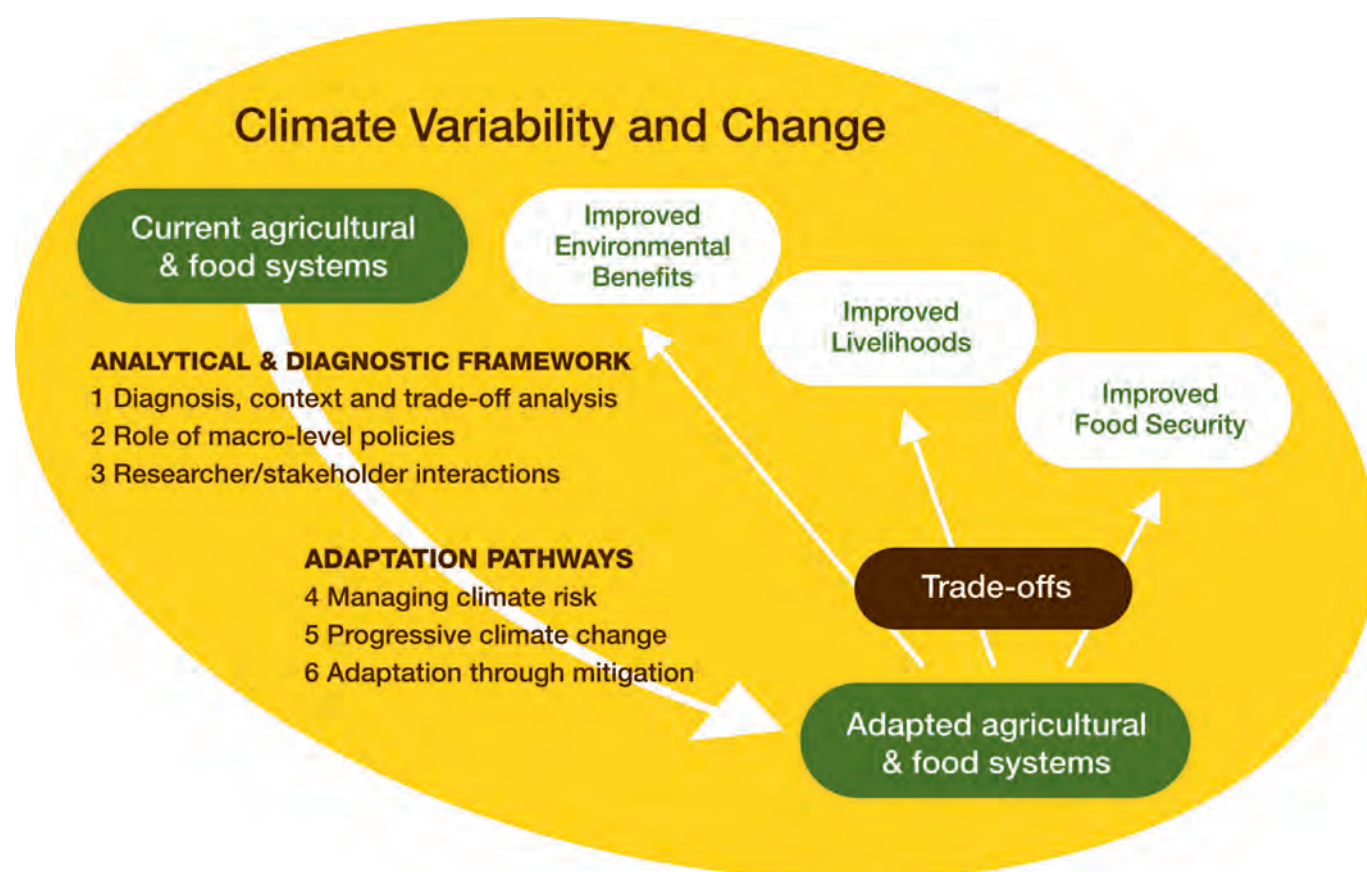 Climate Variability and Change
Current agricultural
& food systems
Improved
Environmental
Benefits
Improved
Livelihoods
Improved
Food Security
ANALYTICAL & DIAGNOSTIC FRAMEWORK
1 Diagnosis, context and trade-off analysis
2 Role of macro-level policies
3 Researcher/stakeholder interactions
ADAPTATION PATHWAYS
4 Managing climate risk
5 Progressive climate change
6 Adaptation through mitigation
Trade-offs
Adapted agricultural
& food systems